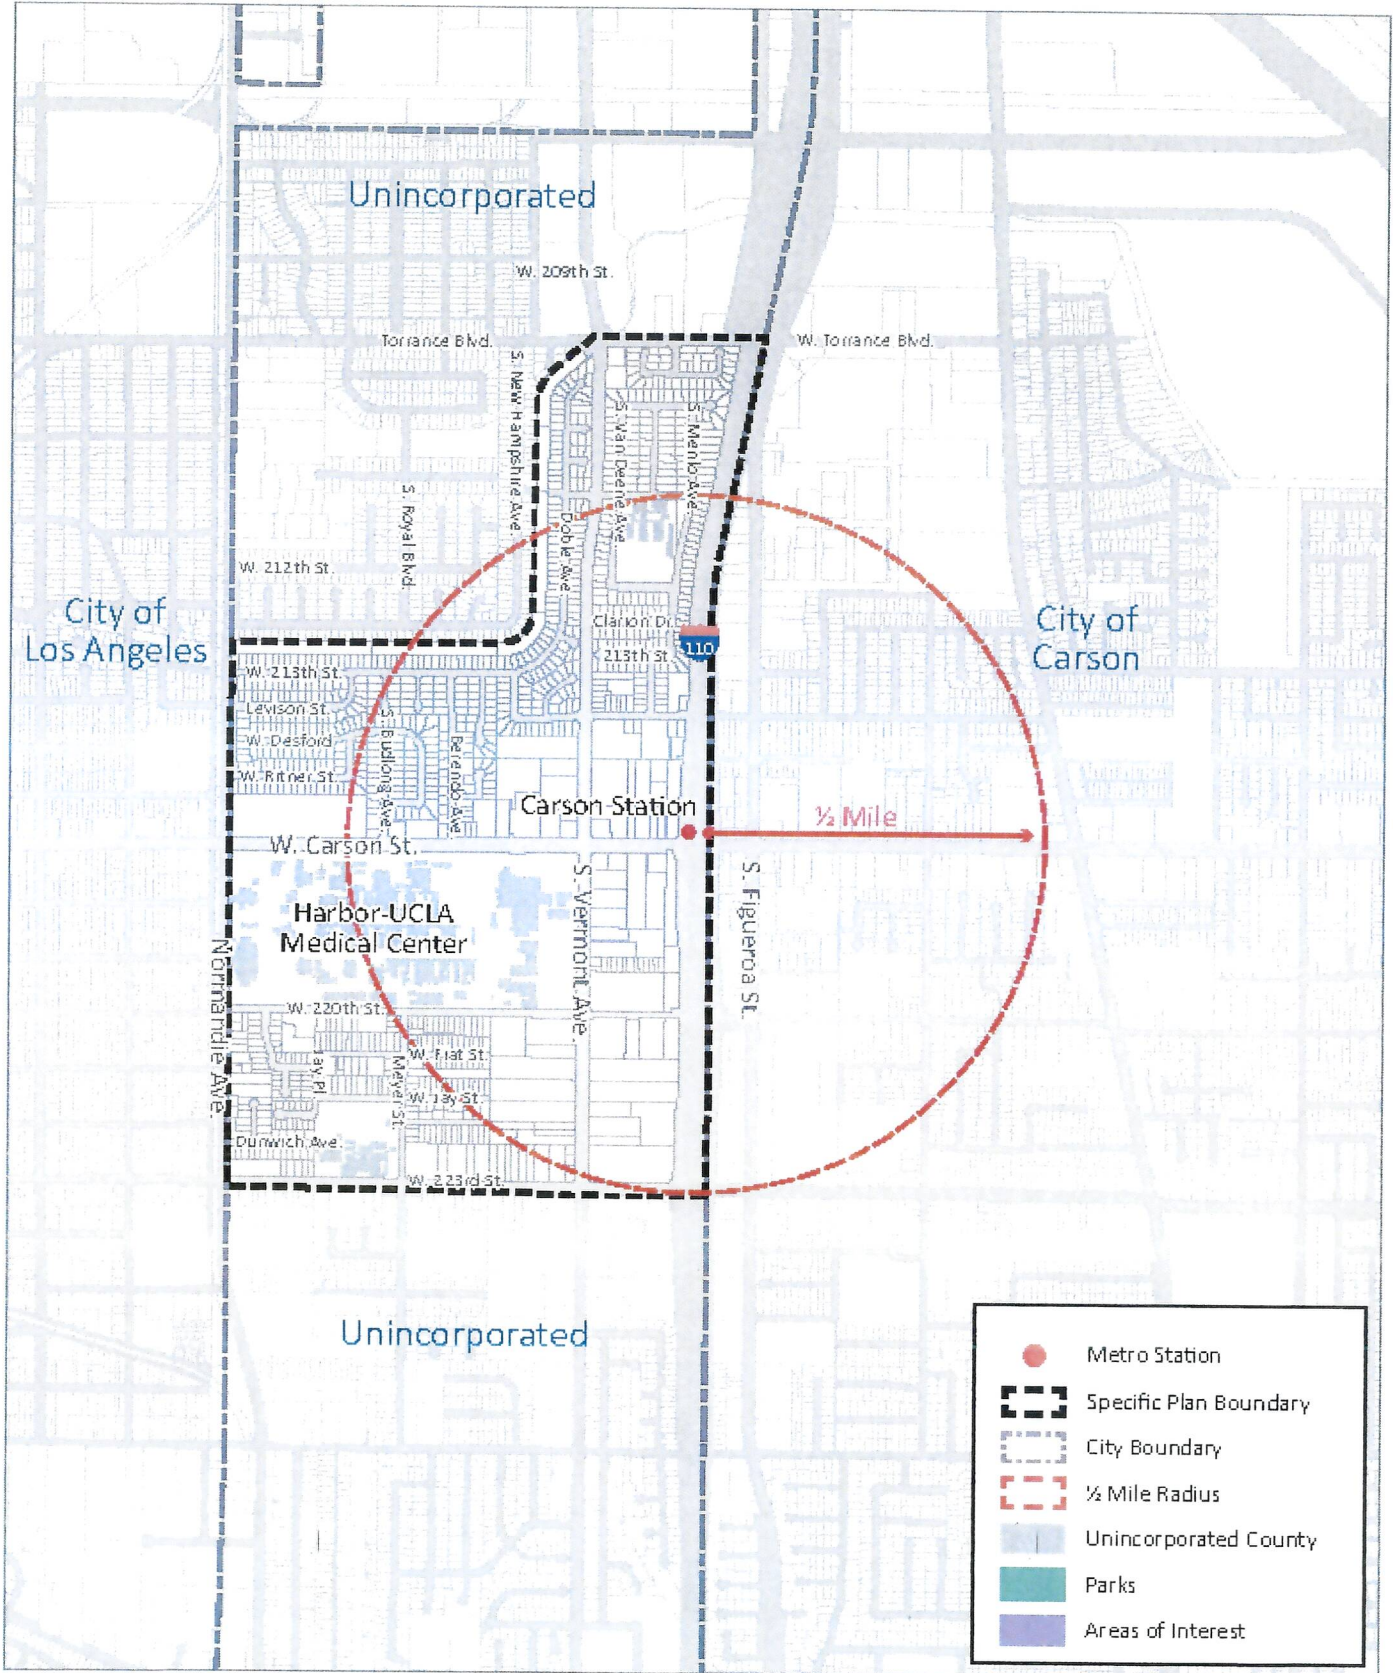 Unincorporated
W. 209th St.
Torrance Blvd.
W. Torrance Blvd.
S. New Hampshire Ave.
S. Van Deene Ave.
S. Menlo Ave.
S. Royal Blvd.
Doble Ave.
W. 212th St.
City of
Los Angeles
City of
Carson
Clarion Dr.
110
213th St.
W. 213th St.
Levison St.
W. Desford
W. Ritner St.
S. Budlong Ave.
Berendo Ave.
Carson Station
½ Mile
W. Carson St.
Harbor-UCLA
Medical Center
S. Vermont Ave.
S. Figueroa St.
Normandie Ave.
W. 220th St.
Jay Pl.
Meyer St.
W. Fiat St.
W. Jay St.
Dunwich Ave.
W. 223rd St.
Unincorporated
Metro Station
Specific Plan Boundary
City Boundary
½ Mile Radius
Unincorporated County
Parks
Areas of Interest